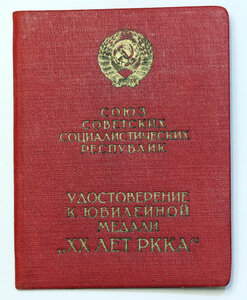 СОЮЗ
СОВЕТСКИХ
СОЦИАЛИСТИЧЕСКИХ
РЕСПУБЛИК
УДОСТОВЕРЕНИЕ
К ЮБИЛЕЙНОЙ
МЕДАЛИ
„XX ЛЕТ РККА"